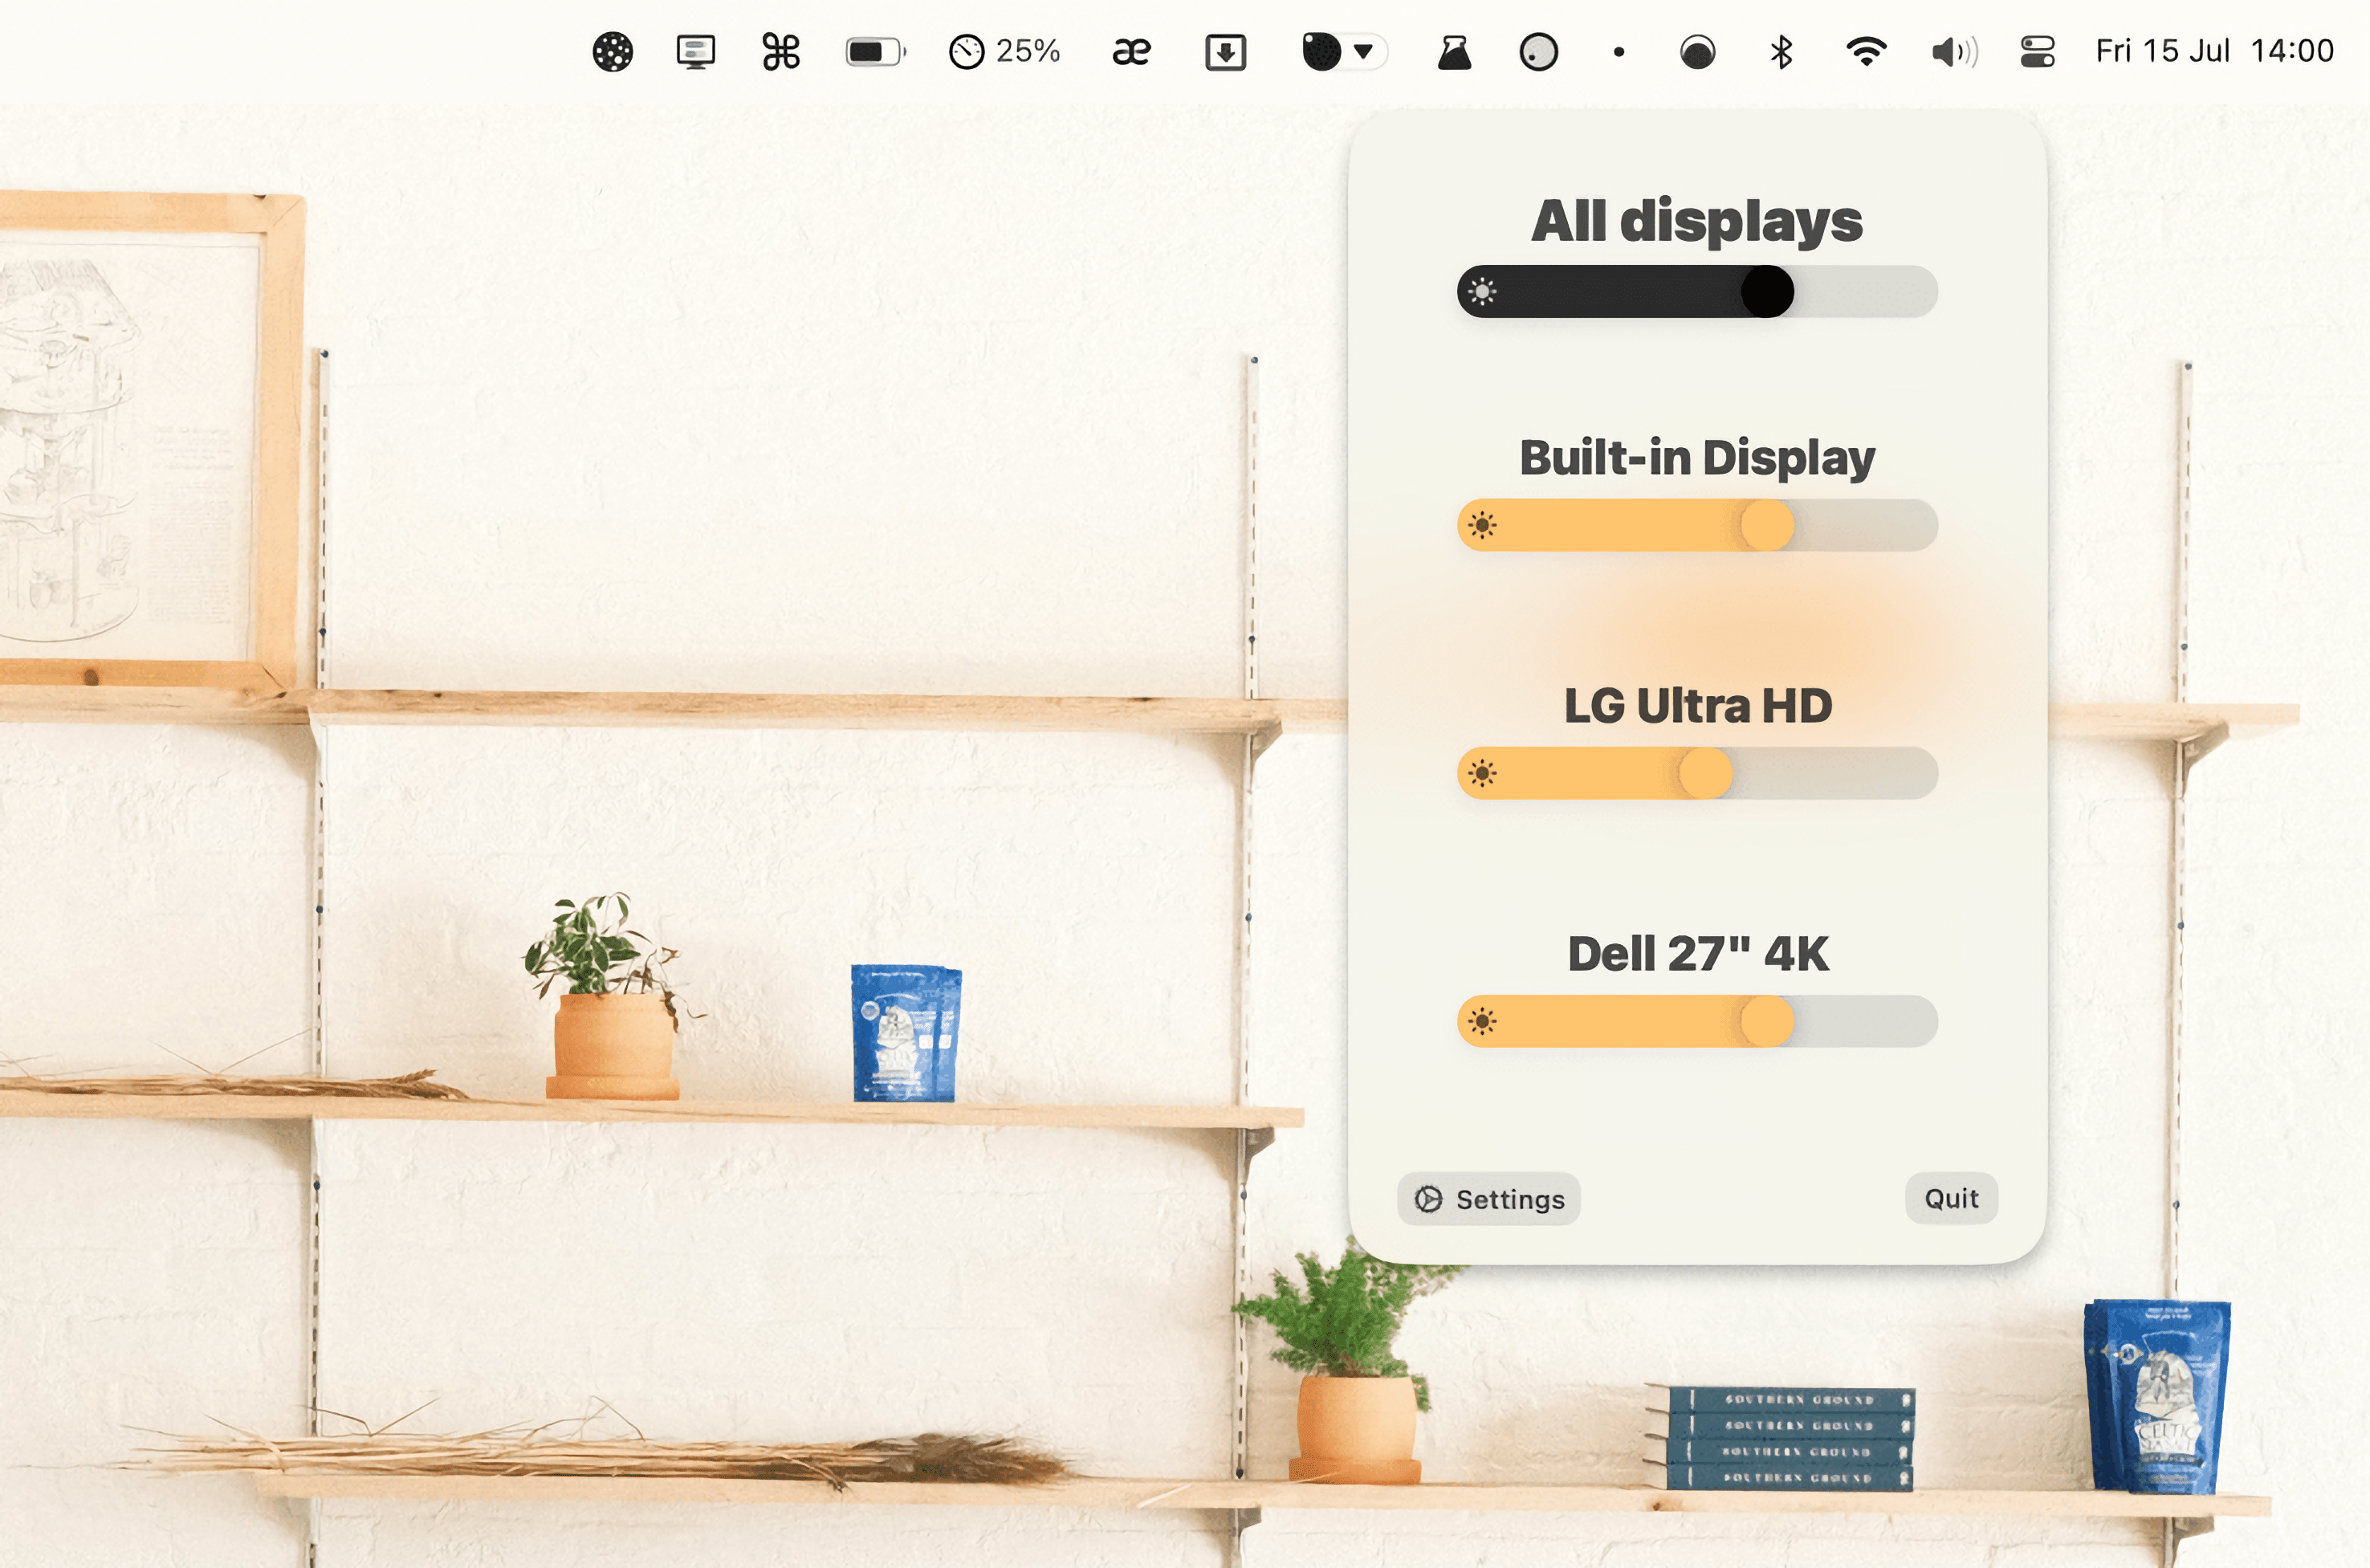 25%
æ
Fri 15 Jul 14:00
All displays
Built-in Display
LG Ultra HD
Dell 27" 4K
Settings
Quit
SOUTHERN GROUND
SOUTHERN GROUND
SOUTHERN GROUND
SOUTHERN GROUND
CELTIC